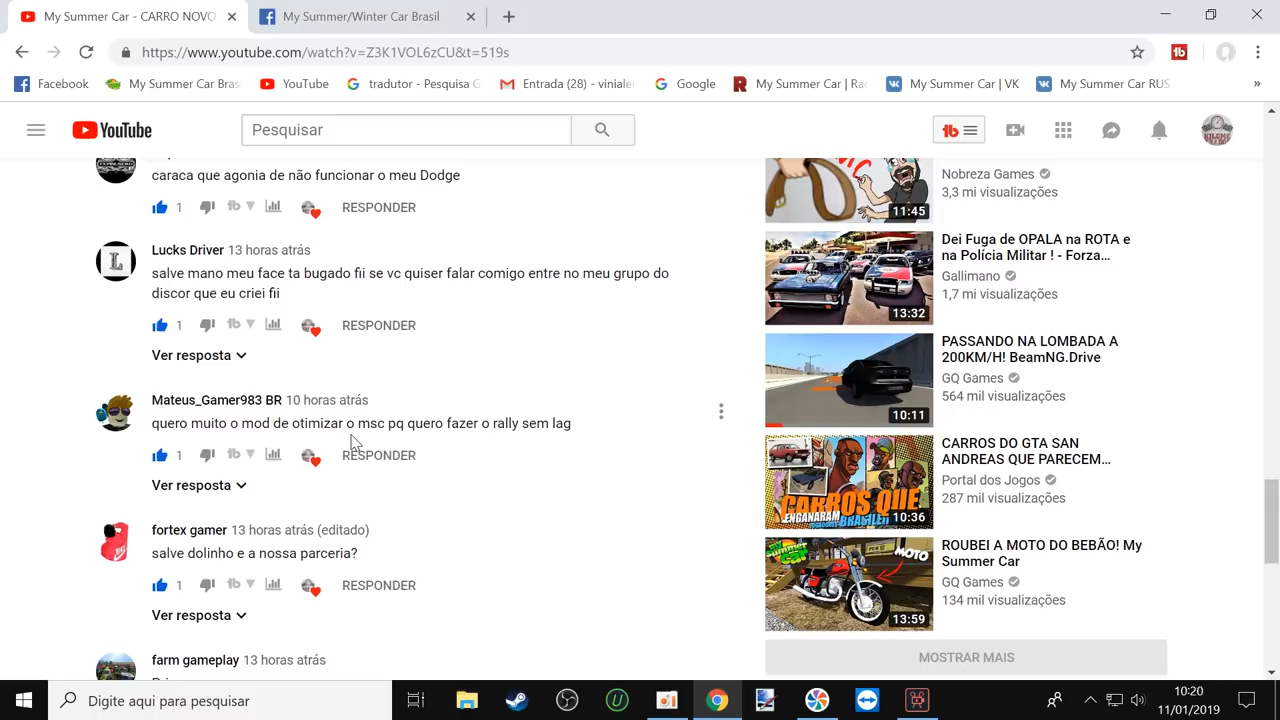 My Summer Car - CARRO NOVO
My Summer/Winter Car Brasil
https://www.youtube.com/watch?v=Z3K1VOL6zCU&t=519s
Facebook
My Summer Car Bras
YouTube
tradutor - Pesquisa G
Entrada (28) - vinialer
Google
My Summer Car | Rac
My Summer Car | VK
My Summer Car RUS
»
YouTube
Pesquisar
caraca que agonia de não funcionar o meu Dodge
1
RESPONDER
Lucks Driver 13 horas atrás
salve mano meu face ta bugado fii se vc quiser falar comigo entre no meu grupo do
discor que eu criei fii
1
RESPONDER
Ver resposta
Mateus_Gamer983 BR 10 horas atrás
quero muito o mod de otimizar o msc pq quero fazer o rally sem lag
1
RESPONDER
Ver resposta
fortex gamer 13 horas atrás (editado)
salve dolinho e a nossa parceria?
1
RESPONDER
Ver resposta
farm gameplay 13 horas atrás
Nobreza Games
3,3 mi visualizações
11:45
Dei Fuga de OPALA na ROTA e
na Polícia Militar ! - Forza...
Gallimano
1,7 mi visualizações
13:32
PASSANDO NA LOMBADA A
200KM/H! BeamNG.Drive
GQ Games
564 mil visualizações
10:11
CARROS DO GTA SAN
ANDREAS QUE PARECEM...
Portal dos Jogos
287 mil visualizações
CARROS QUE
ENGANARAM
10:36
ROUBEI A MOTO DO BEBÃO! My
Summer Car
GQ Games
134 mil visualizações
my
SUMMER
Car
MOTO
13:59
MOSTRAR MAIS
Digite aqui para pesquisar
10:20
11/01/2019